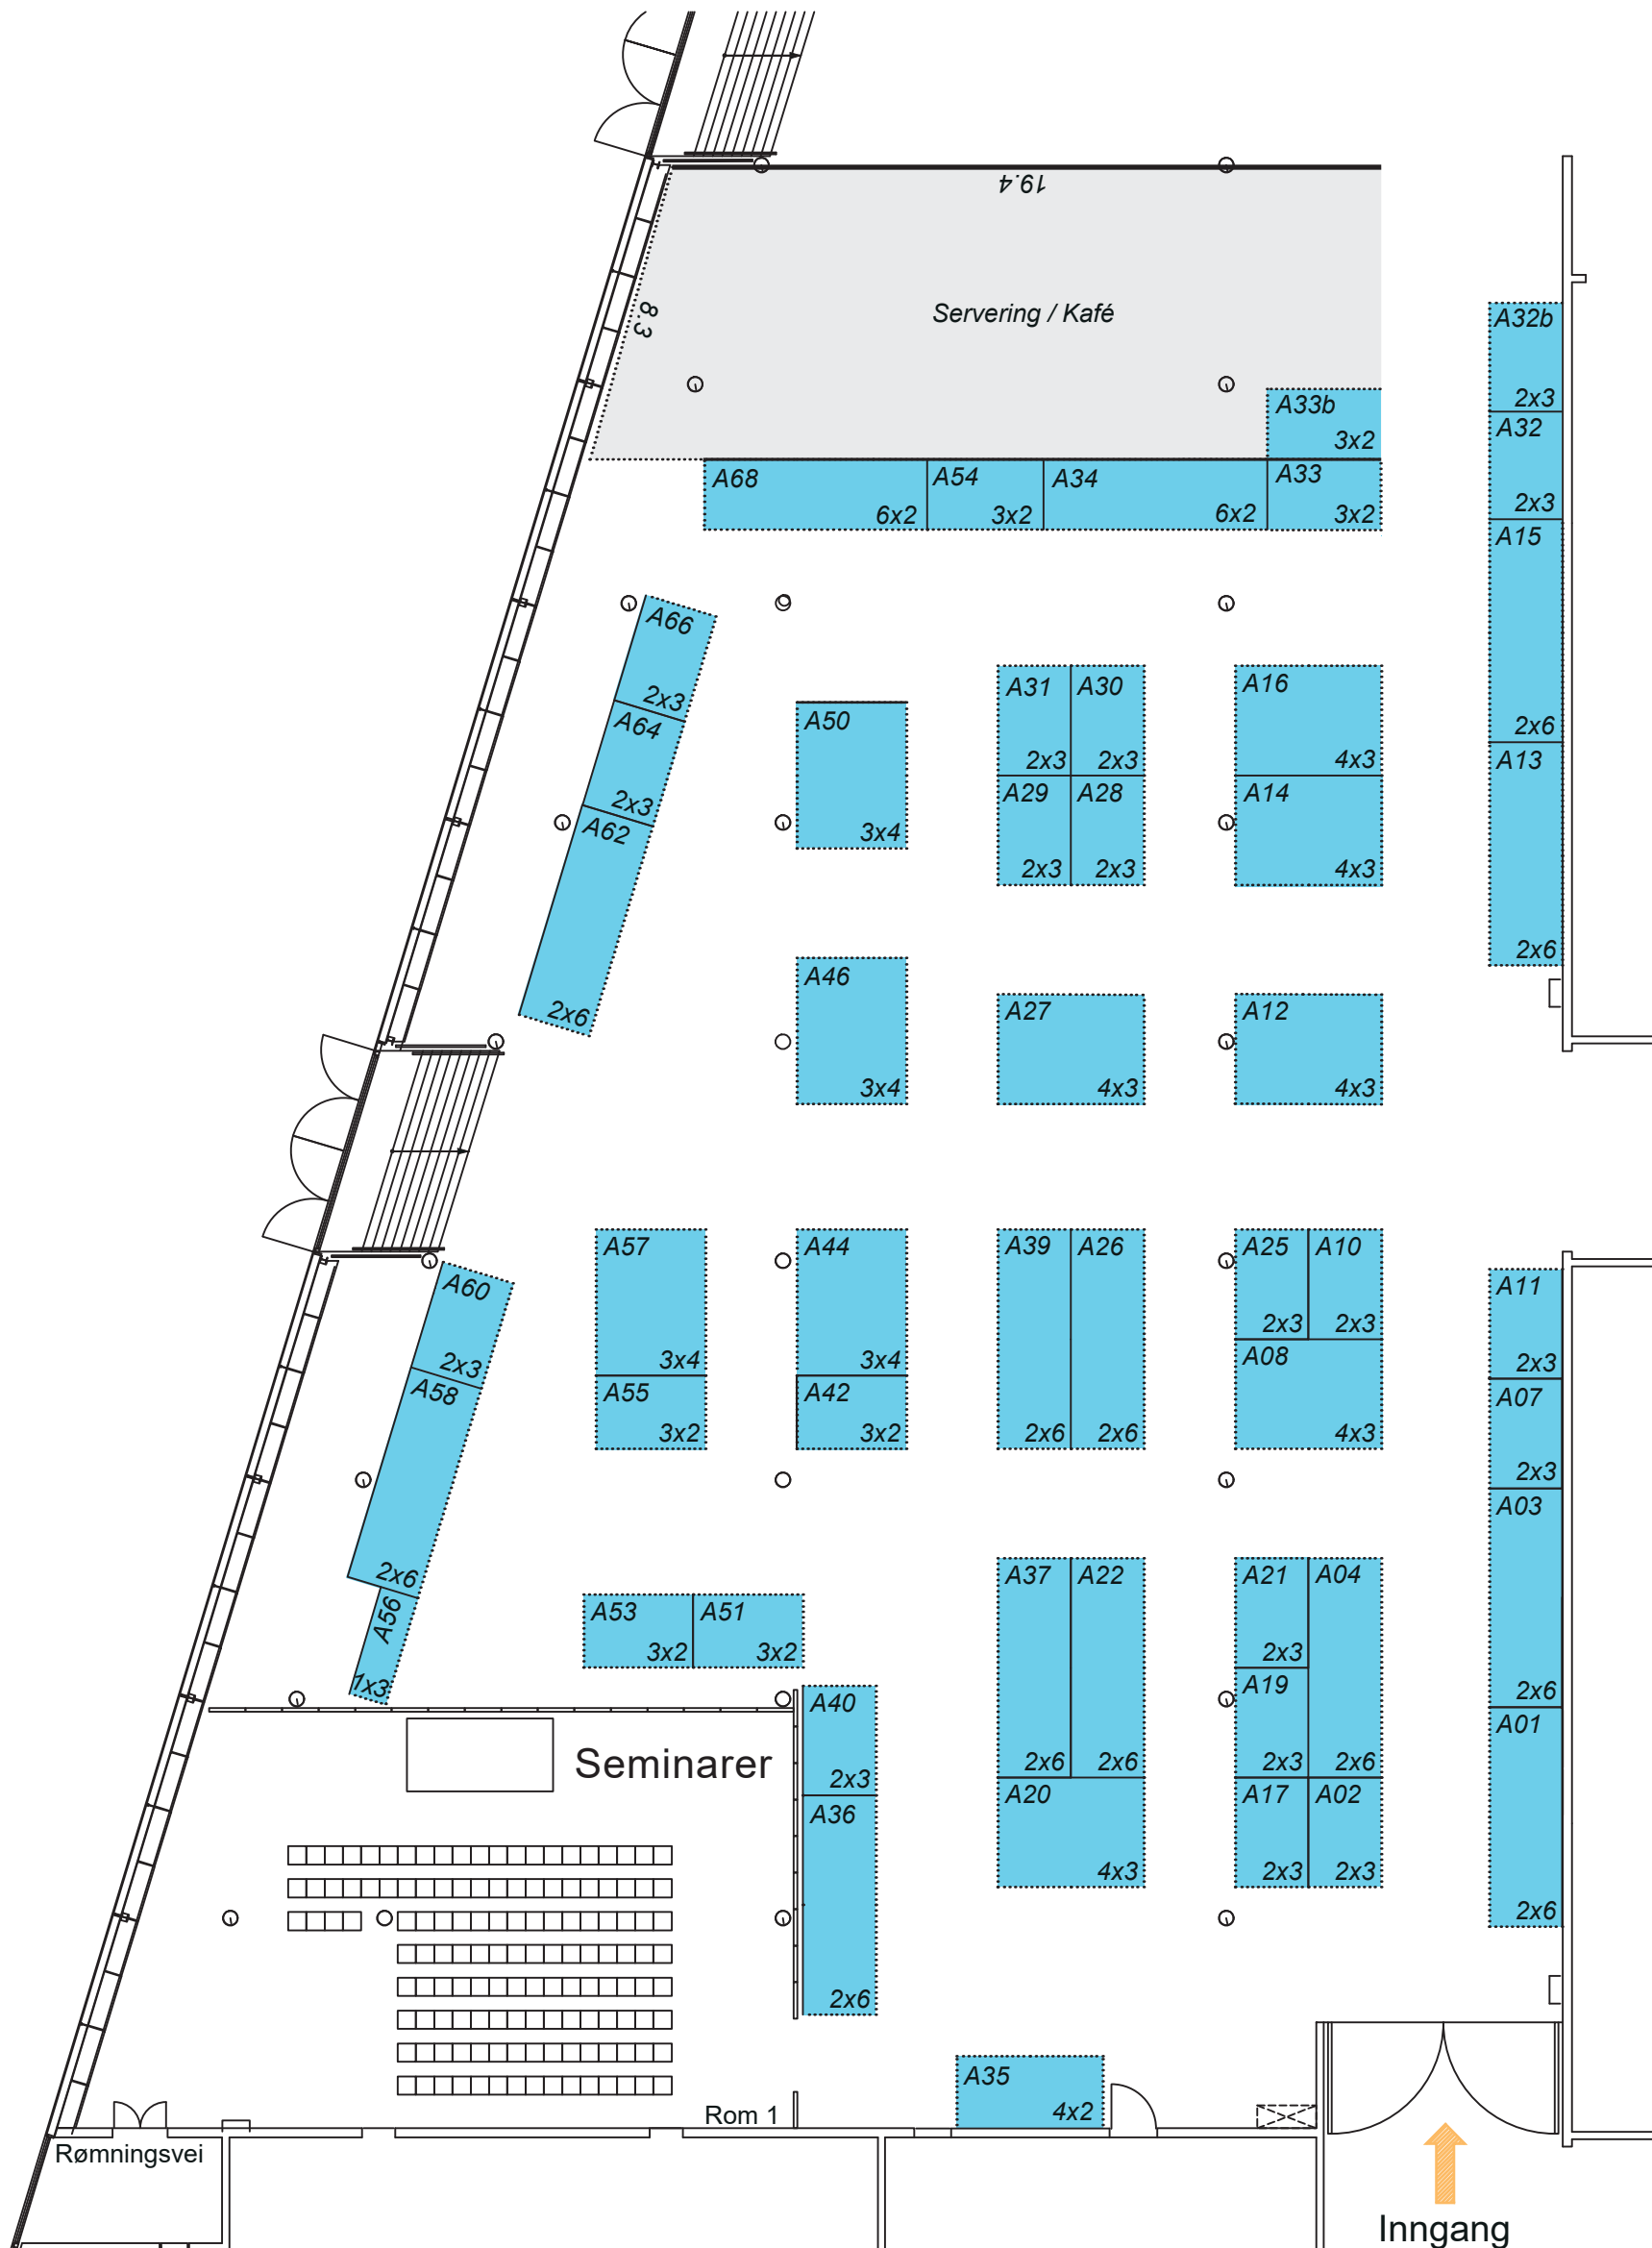 19.4
8.3
Servering / Kafé
A32b
2x3
A33b
3x2
A32
2x3
A68
6x2
A54
3x2
A34
6x2
A33
3x2
A15
2x6
A66
2x3
A64
2x3
A62
2x6
A50
3x4
A31
2x3
A30
2x3
A29
2x3
A28
2x3
A16
4x3
A14
4x3
A13
2x6
A46
3x4
A27
4x3
A12
4x3
A60
2x3
A58
2x6
A56
1x3
A57
3x4
A55
3x2
A44
3x4
A42
3x2
A39
2x6
A26
2x6
A25
2x3
A10
2x3
A08
4x3
A11
2x3
A07
2x3
A03
2x6
A01
2x6
A53
3x2
A51
3x2
A37
2x6
A22
2x6
A20
4x3
A21
2x3
A04
2x6
A19
2x3
A17
2x3
A02
2x3
Seminarer
A40
2x3
A36
2x6
A35
4x2
Rom 1
Rømningsvei
Inngang